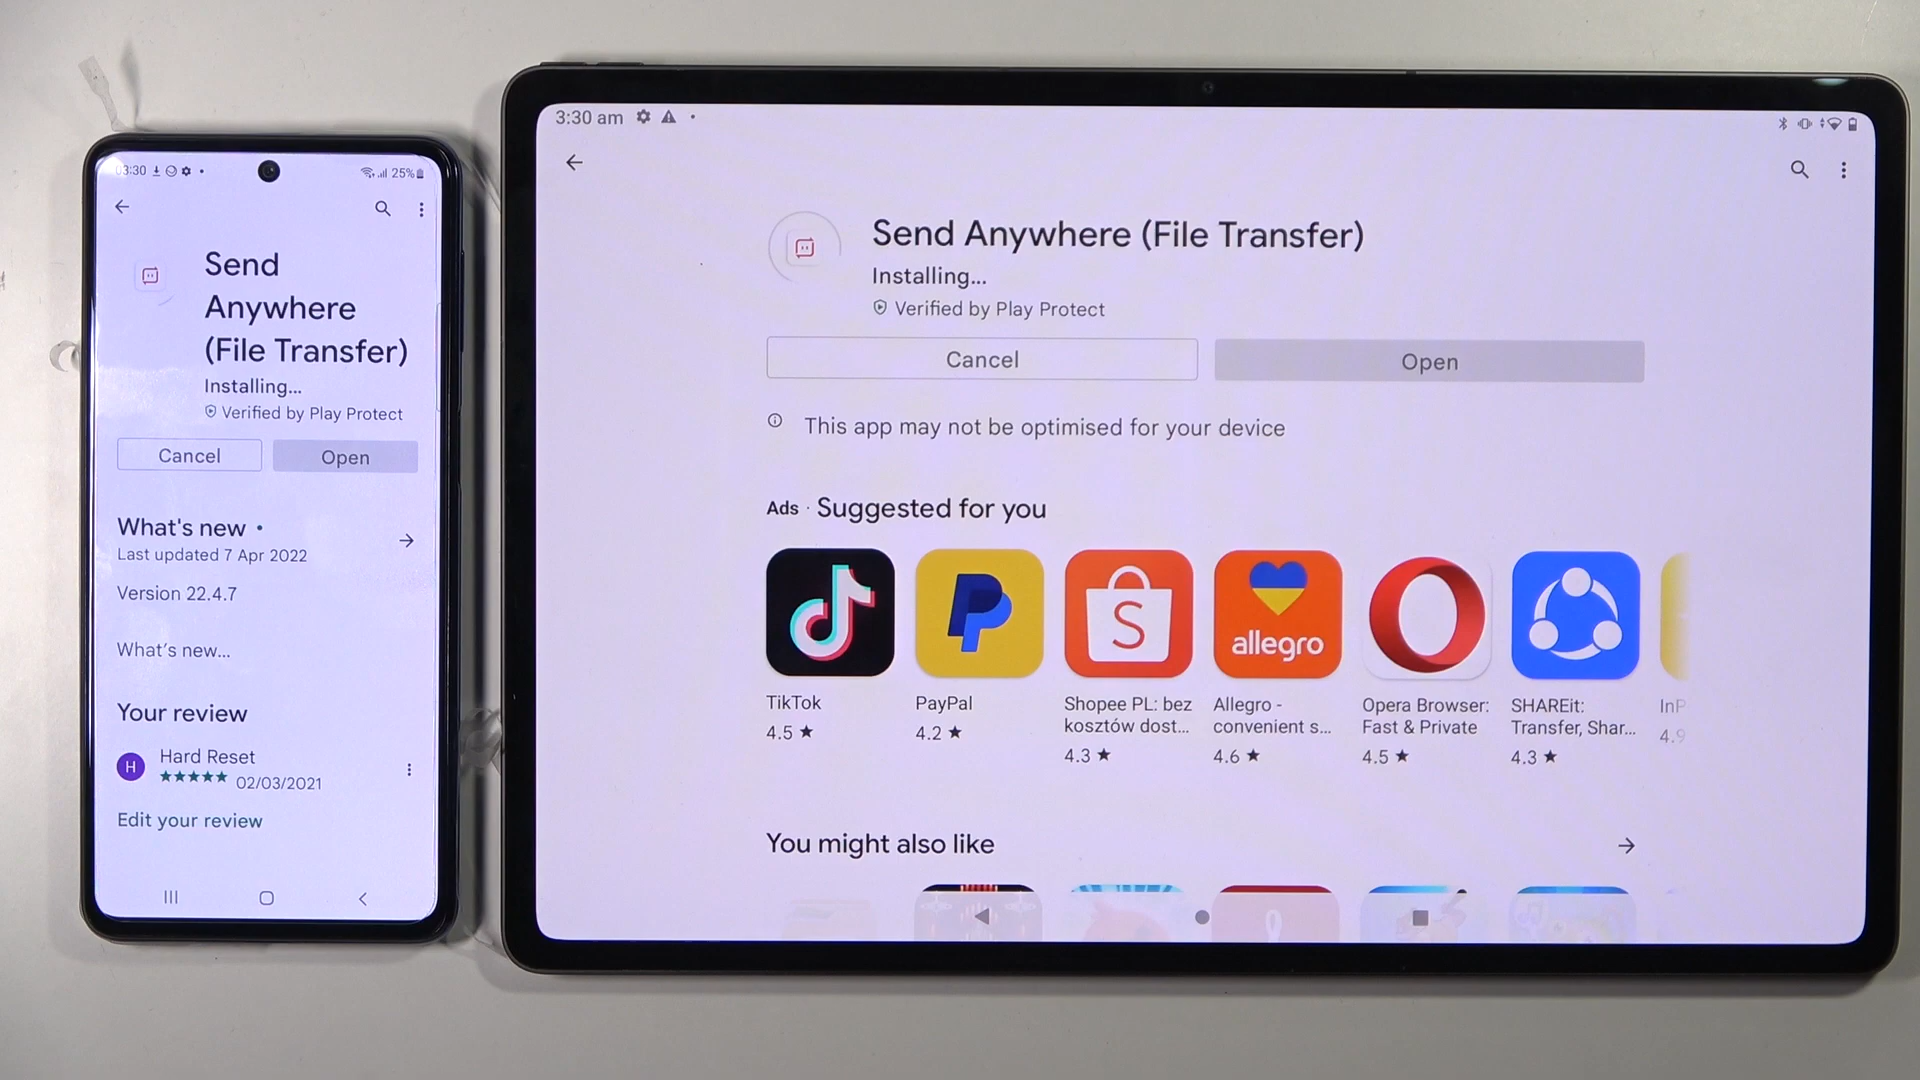 03:30
25%
Send
Anywhere
(File Transfer)
Installing...
Verified by Play Protect
Cancel
Open
What's new •
Last updated 7 Apr 2022
Version 22.4.7
What's new...
Your review
H
Hard Reset
★★★★★ 02/03/2021
Edit your review
3:30 am
Send Anywhere (File Transfer)
Installing...
Verified by Play Protect
Cancel
Open
This app may not be optimised for your device
Ads · Suggested for you
S
allegro
TikTok
4.5 ★
PayPal
4.2 ★
Shopee PL: bez
kosztów dost...
4.3 ★
Allegro -
convenient s...
4.6 ★
Opera Browser:
Fast & Private
4.5 ★
SHAREit:
Transfer, Shar...
4.3 ★
InP
4.9
You might also like